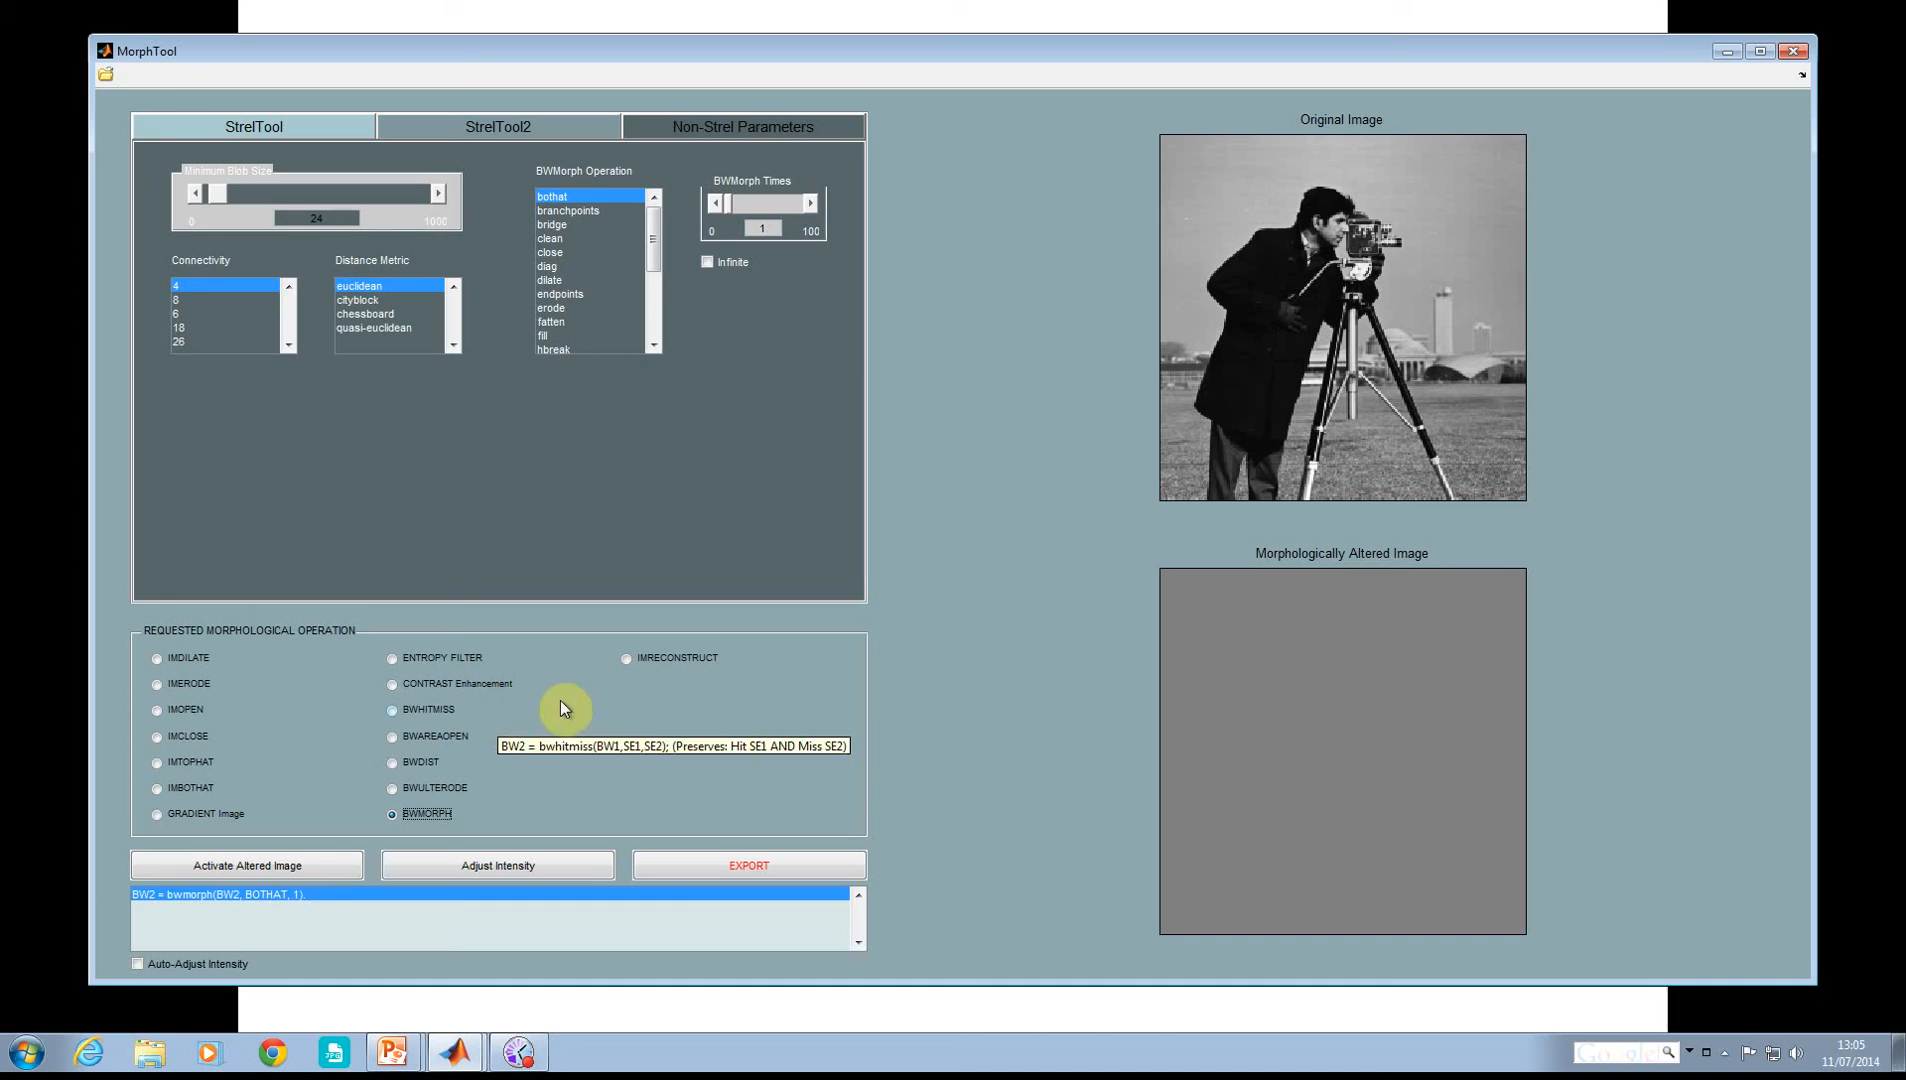 MorphTool
StrelTool
StrelTool2
Non-Strel Parameters
Original Image
Minimum Blob Size
0
24
1000
BWMorph Operation
bothat
branchpoints
bridge
clean
close
diag
dilate
endpoints
erode
fatten
fill
hbreak
BWMorph Times
0
1
100
Infinite
Connectivity
4
8
6
18
26
Distance Metric
euclidean
cityblock
chessboard
quasi-euclidean
Morphologically Altered Image
REQUESTED MORPHOLOGICAL OPERATION
IMDILATE
IMERODE
IMOPEN
IMCLOSE
IMTOPHAT
IMBOTHAT
GRADIENT Image
ENTROPY FILTER
CONTRAST Enhancement
BWHITMISS
BWAREAOPEN
BWDIST
BWULTERODE
BWMORPH
IMRECONSTRUCT
BW2 = bwhitmiss(BW1,SE1,SE2); (Preserves: Hit SE1 AND Miss SE2)
Activate Altered Image
Adjust Intensity
EXPORT
BW2 = bwmorph(BW2, BOTHAT, 1).
Auto-Adjust Intensity
JPG
Google
13:05
11/07/2014